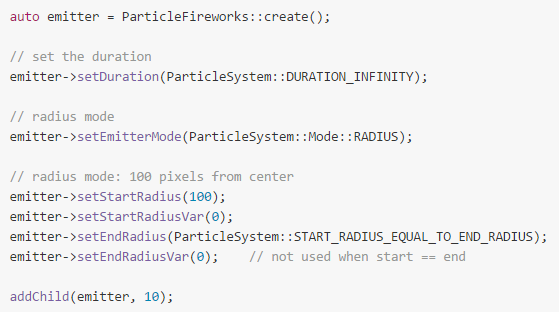 auto emitter = ParticleFireworks::create();
// set the duration
emitter->setDuration(ParticleSystem::DURATION_INFINITY);
// radius mode
emitter->setEmitterMode(ParticleSystem::Mode::RADIUS);
// radius mode: 100 pixels from center
emitter->setStartRadius(100);
emitter->setStartRadiusVar(0);
emitter->setEndRadius(ParticleSystem::START_RADIUS_EQUAL_TO_END_RADIUS);
emitter->setEndRadiusVar(0);    // not used when start == end
addChild(emitter, 10);